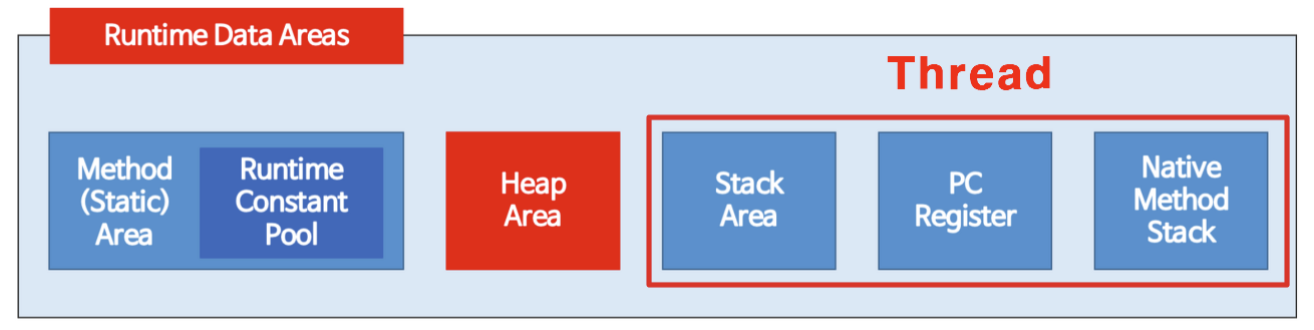 Runtime Data Areas
Thread
Method
(Static)
Area
Runtime
Constant
Pool
Heap
Area
Stack
Area
PC
Register
Native
Method
Stack